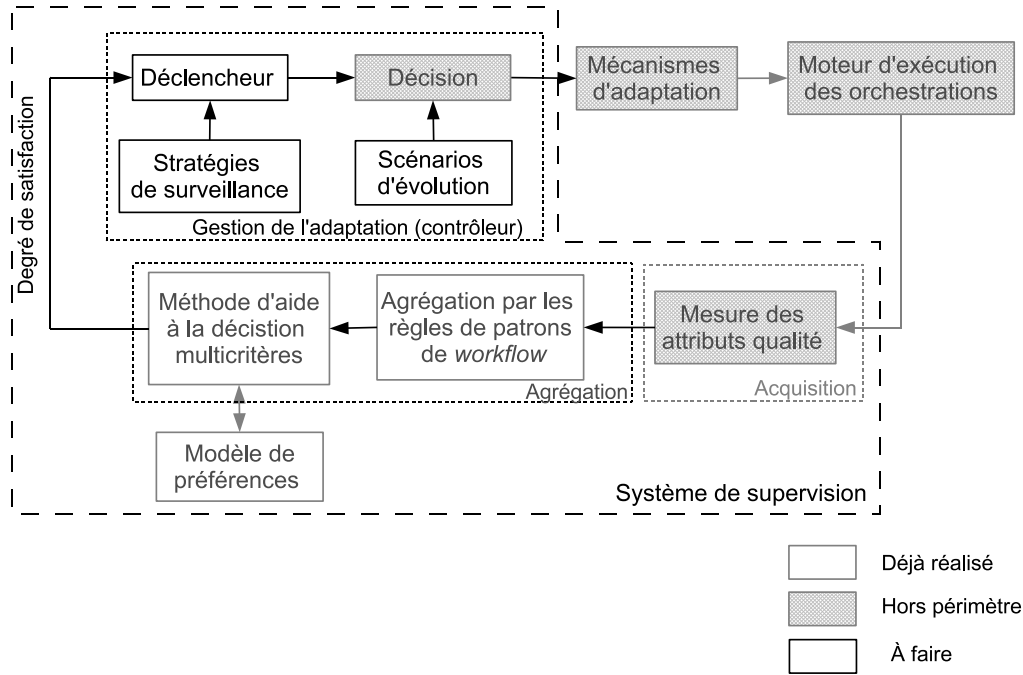 Déclencheur
Décision
Mécanismes
d'adaptation
Moteur d'exécution
des orchestrations
Stratégies
de surveillance
Scénarios
d'évolution
Gestion de l'adaptation (contrôleur)
Degré de satisfaction
Méthode d'aide
à la décistion
multicritères
Agrégation par les
règles de patrons
de workflow
Mesure des
attributs qualité
Agrégation
Acquisition
Modèle de
préférences
Système de supervision
Déjà réalisé
Hors périmètre
À faire